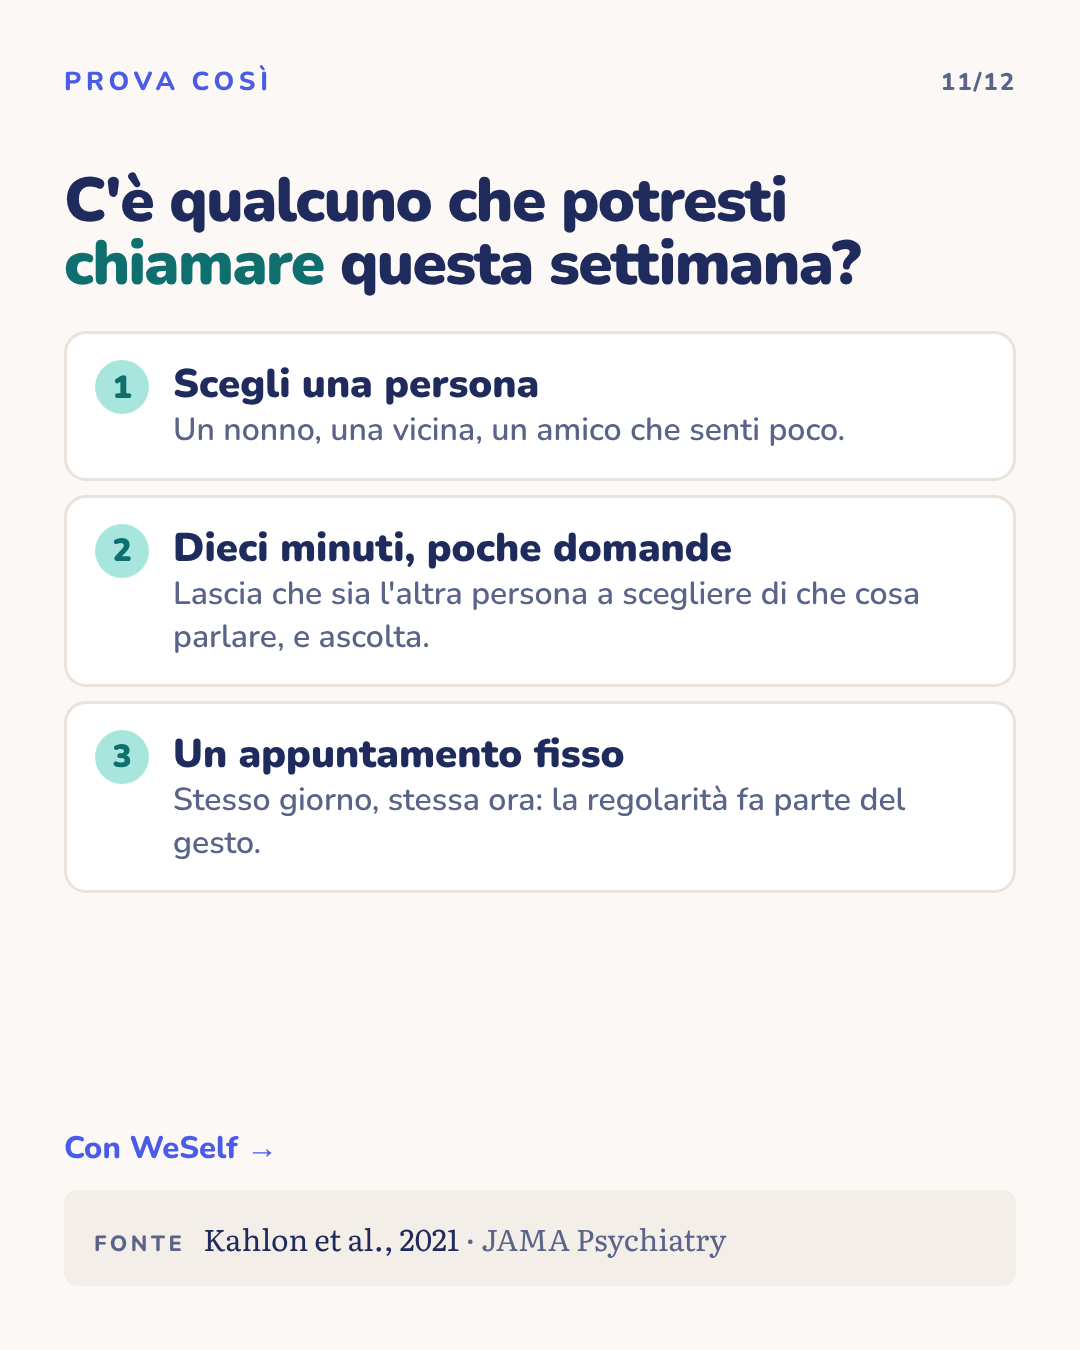 PROVA COSÌ
11/12
C'è qualcuno che potresti
chiamare questa settimana?
1 Scegli una persona
Un nonno, una vicina, un amico che senti poco.
2 Dieci minuti, poche domande
Lascia che sia l'altra persona a scegliere di che cosa
parlare, e ascolta.
3 Un appuntamento fisso
Stesso giorno, stessa ora: la regolarità fa parte del
gesto.
Con WeSelf →
FONTE Kahlon et al., 2021 · JAMA Psychiatry